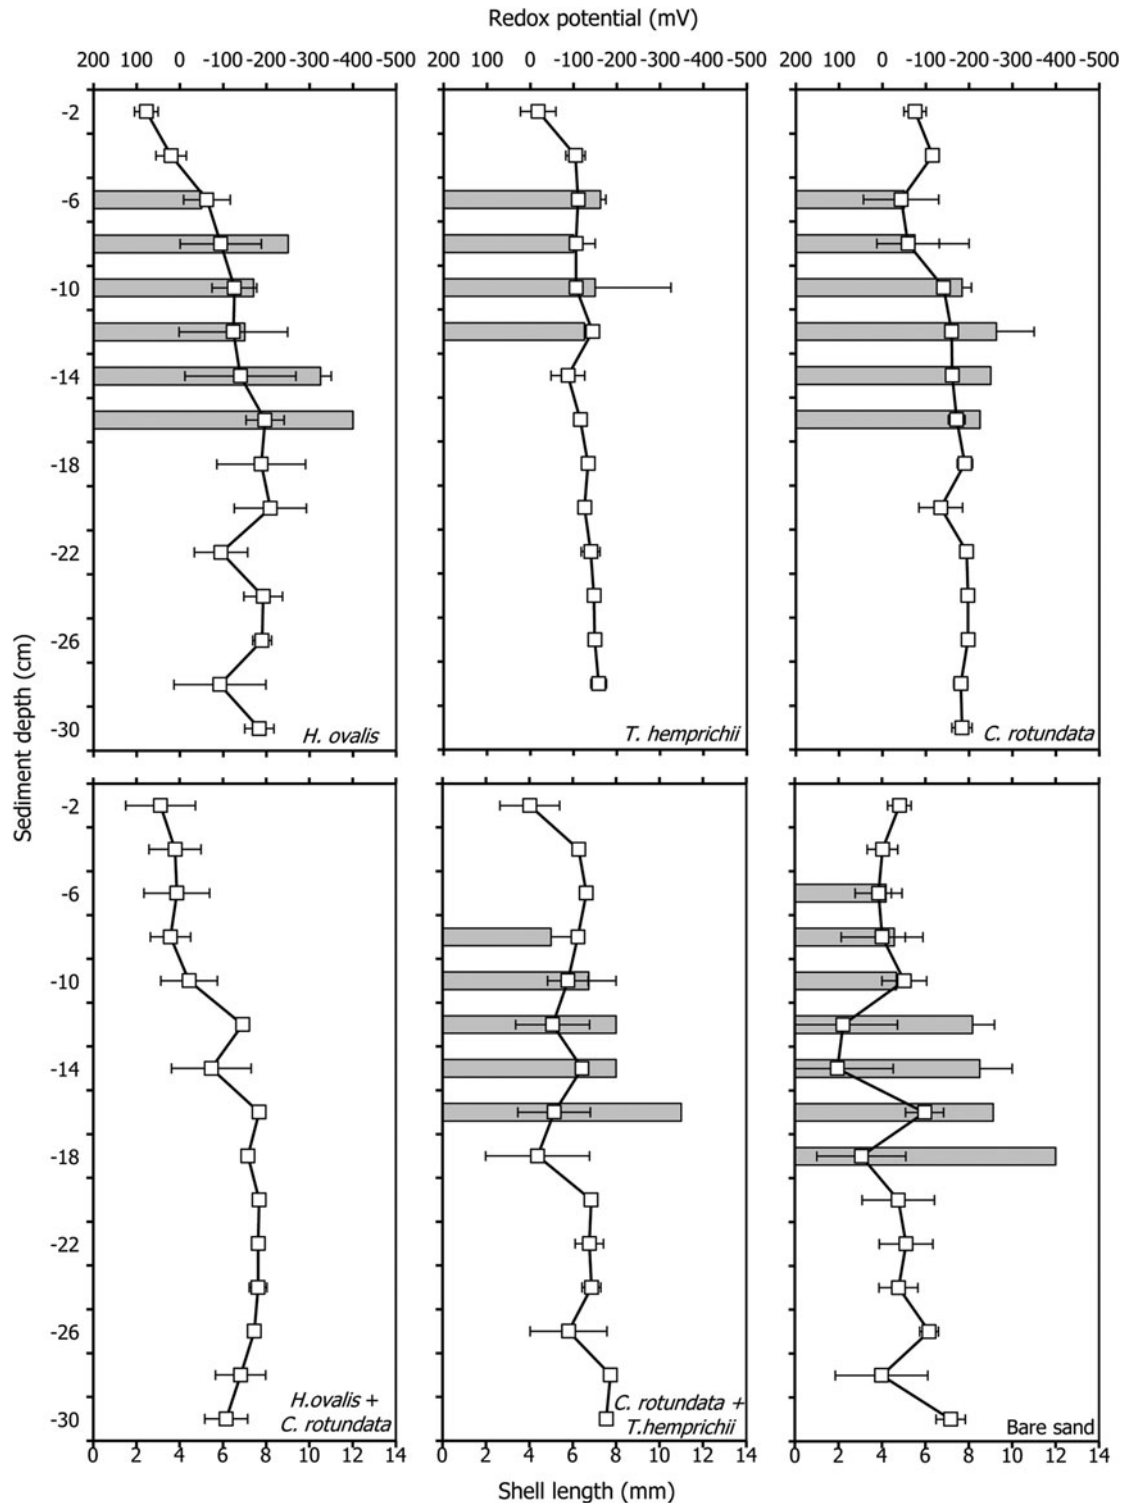 Redox potential (mV)
200 100 0 -100 -200 -300 -400 -500
200 100 0 -100 -200 -300 -400 -500
200 100 0 -100 -200 -300 -400 -500
Sediment depth (cm)
-2
-6
-10
-14
-18
-22
-26
-30
H. ovalis
T. hemprichii
C. rotundata
-2
-6
-10
-14
-18
-22
-26
-30
H.ovalis +
C. rotundata
C. rotundata +
T.hemprichii
Bare sand
0 2 4 6 8 10 12 14
0 2 4 6 8 10 12 14
0 2 4 6 8 10 12 14
Shell length (mm)